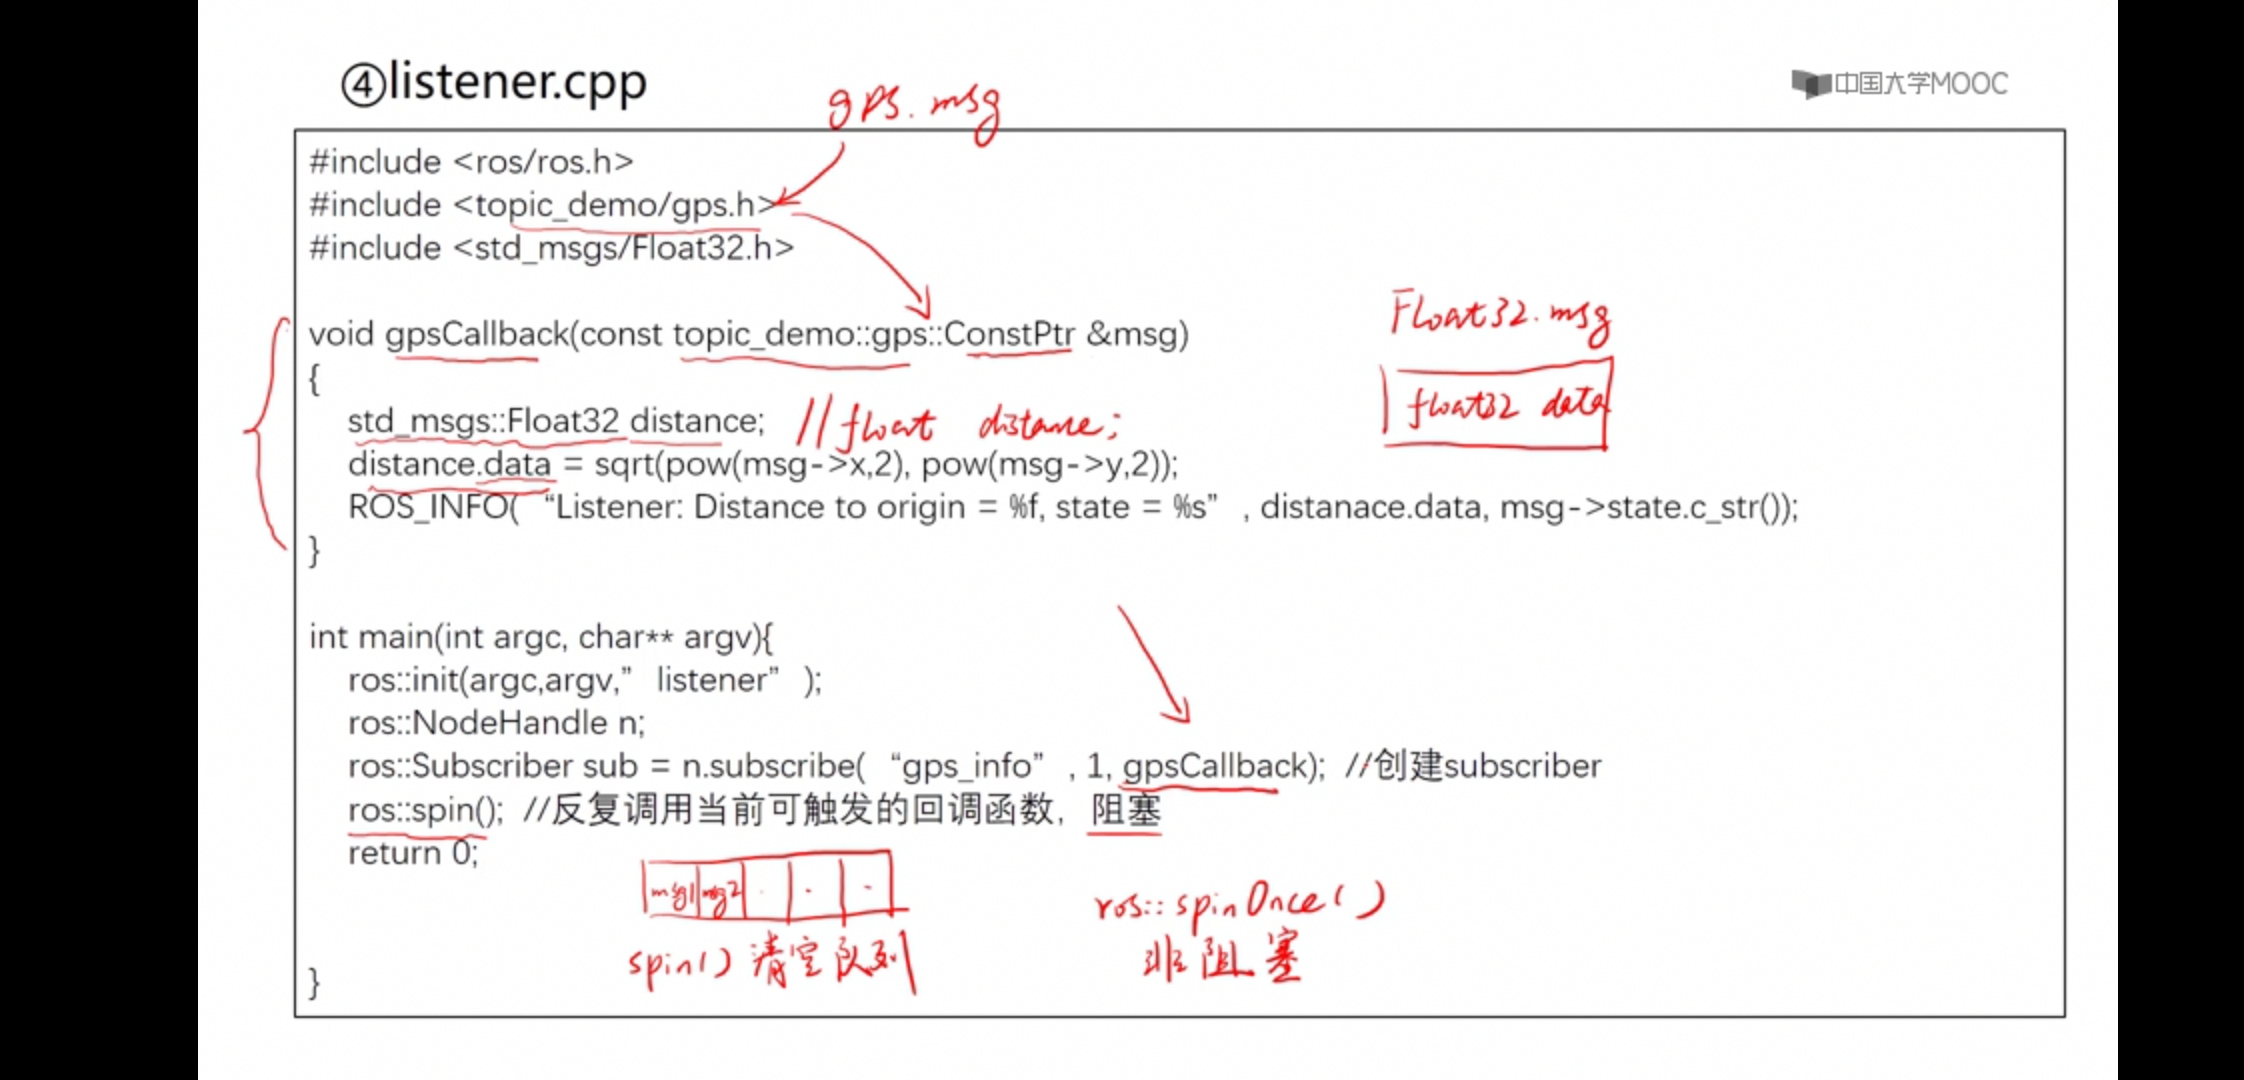 ④listener.cpp
中国大学MOOC
gps.msg
#include <ros/ros.h>
#include <topic_demo/gps.h>
#include <std_msgs/Float32.h>
Float32.msg
void gpsCallback(const topic_demo::gps::ConstPtr &msg)
{
float32 data
std_msgs::Float32 distance; //float distance;
distance.data = sqrt(pow(msg->x,2), pow(msg->y,2));
ROS_INFO( “Listener: Distance to origin = %f, state = %s” , distanace.data, msg->state.c_str());
}
int main(int argc, char** argv){
ros::init(argc,argv,” listener” );
ros::NodeHandle n;
ros::Subscriber sub = n.subscribe( “gps_info” , 1, gpsCallback); //创建subscriber
ros::spin(); //反复调用当前可触发的回调函数，阻塞
return 0;
msg1 msg2 . . .
ros::spinOnce()
spin() 清空队列
非阻塞
}